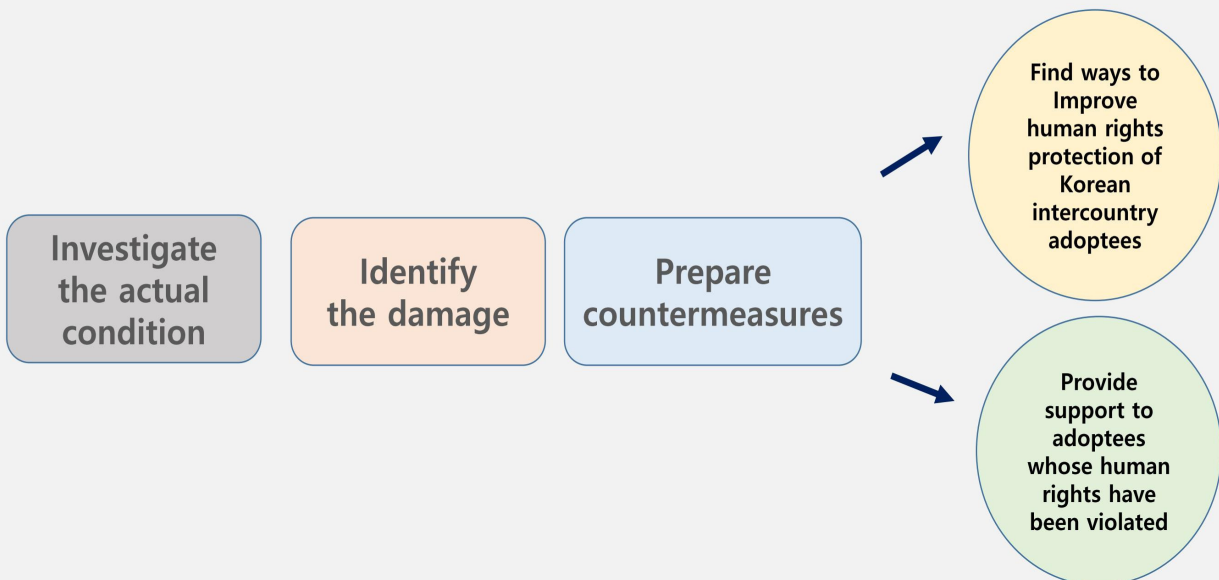 Investigate
the actual
condition
Identify
the damage
Prepare
countermeasures
Find ways to
Improve
human rights
protection of
Korean
intercountry
adoptees
Provide
support to
adoptees
whose human
rights have
been violated